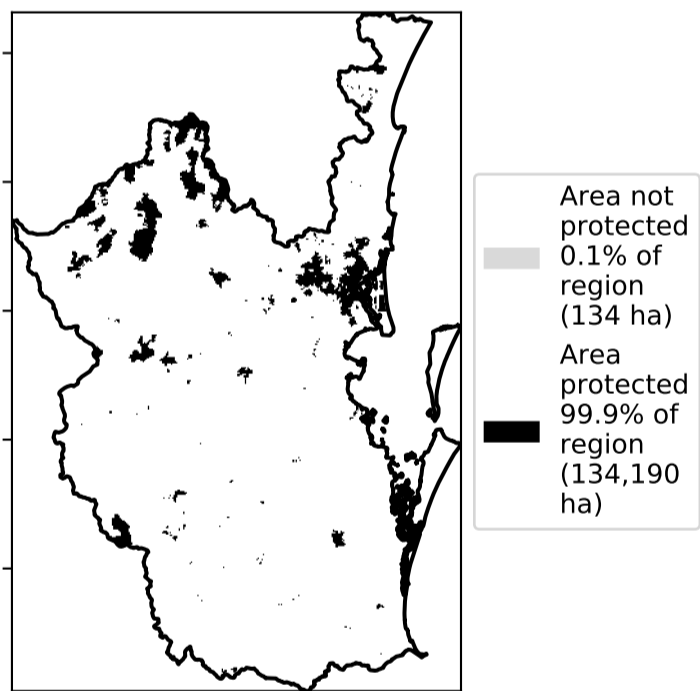 Area not
protected
0.1% of
region
(134 ha)
Area
protected
99.9% of
region
(134,190
ha)